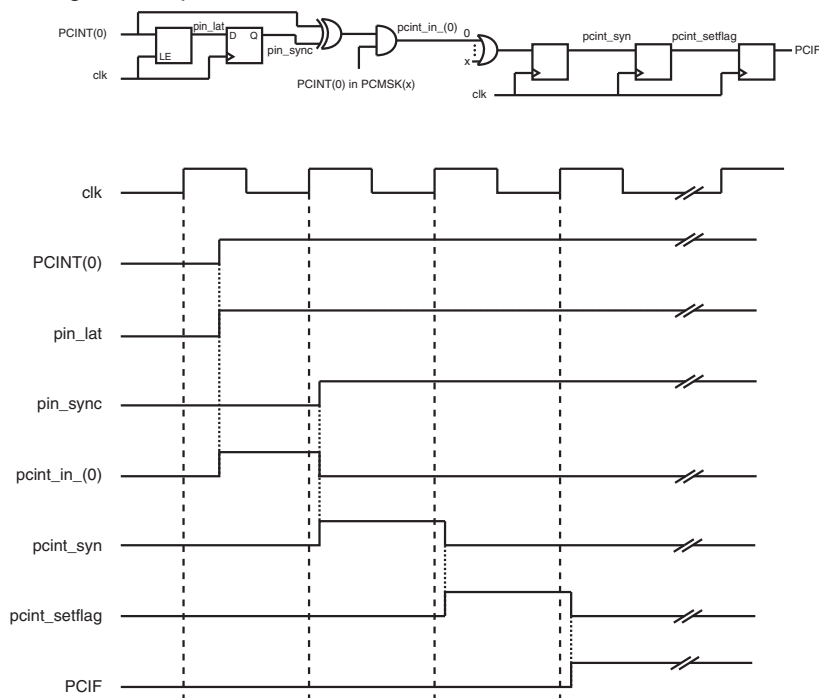 PCINT(0)
LE
pin_lat
D Q
pin_sync
clk
PCINT(0) in PCMSK(x)
pcint_in_(0)
0
x
clk
pcint_syn
pcint_setflag
PCIF
clk
PCINT(0)
pin_lat
pin_sync
pcint_in_(0)
pcint_syn
pcint_setflag
PCIF